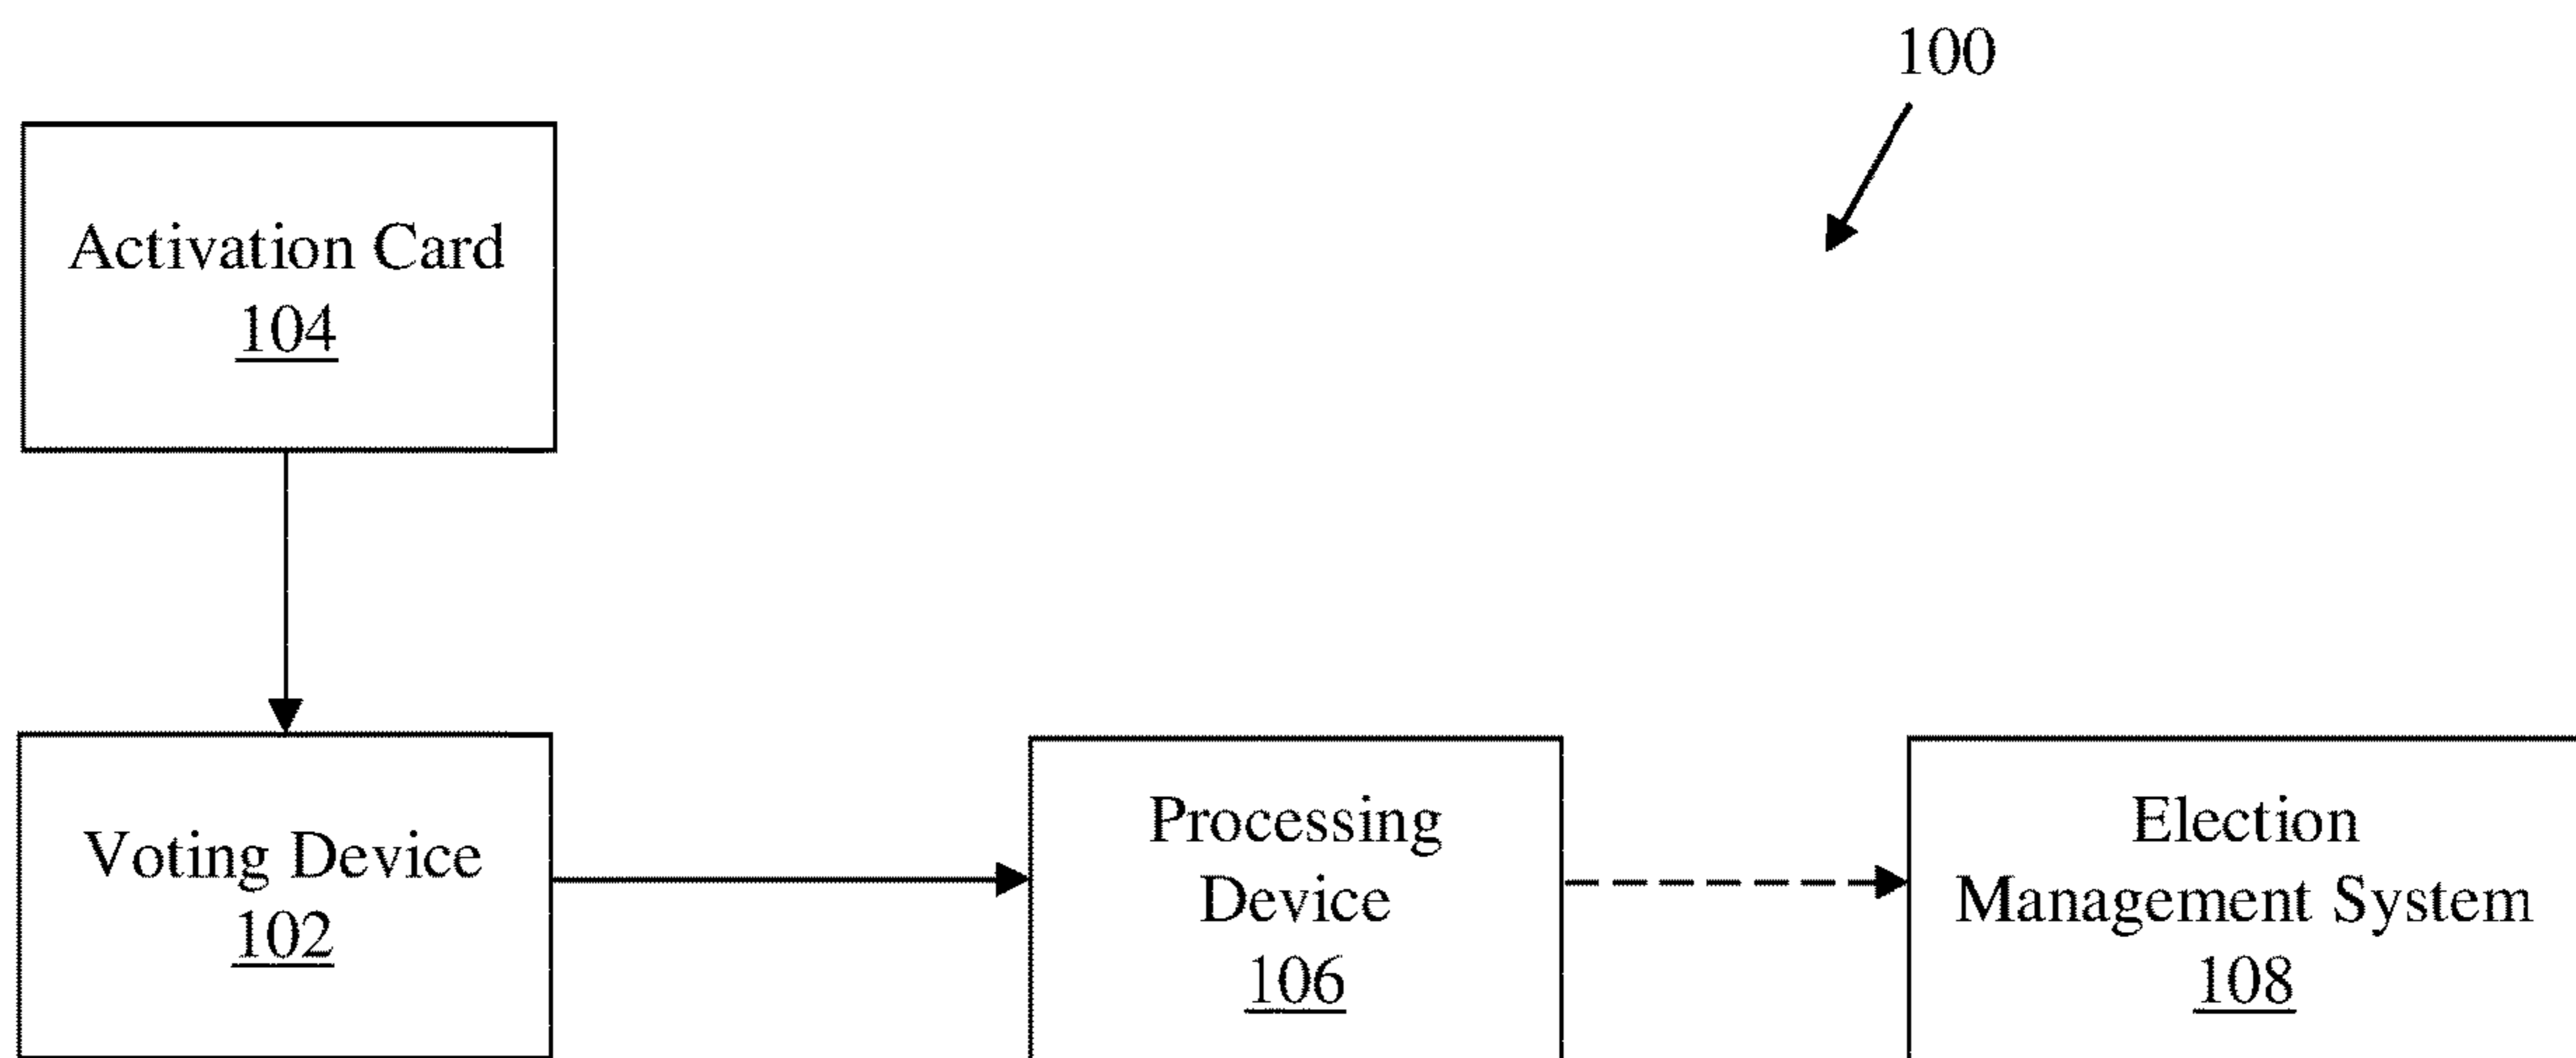 100
Activation Card
104
Voting Device
102
Processing
Device
106
Election
Management System
108